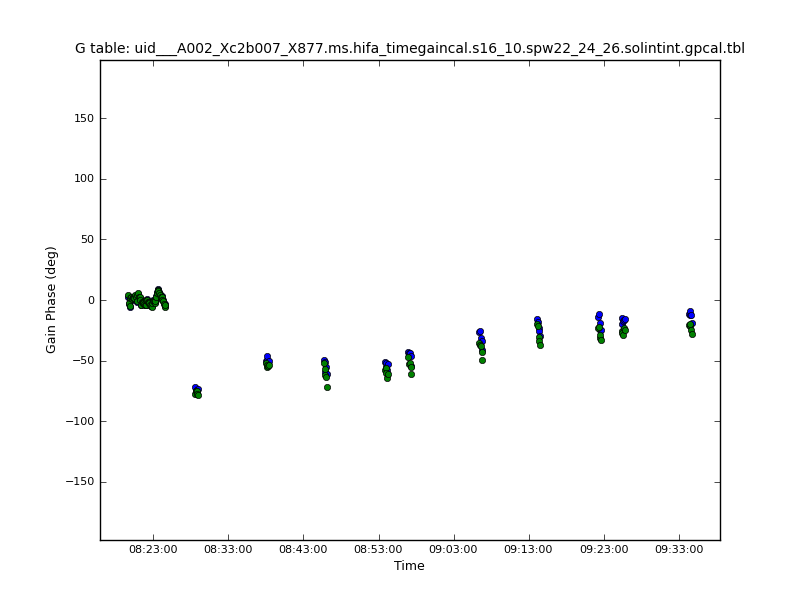 G table: uid___A002_Xc2b007_X877.ms.hifa_timegaincal.s16_10.spw22_24_26.solintint.gpcal.tbl
150
100
50
0
−50
−100
−150
Gain Phase (deg)
08:23:00 08:33:00 08:43:00 08:53:00 09:03:00 09:13:00 09:23:00 09:33:00
Time